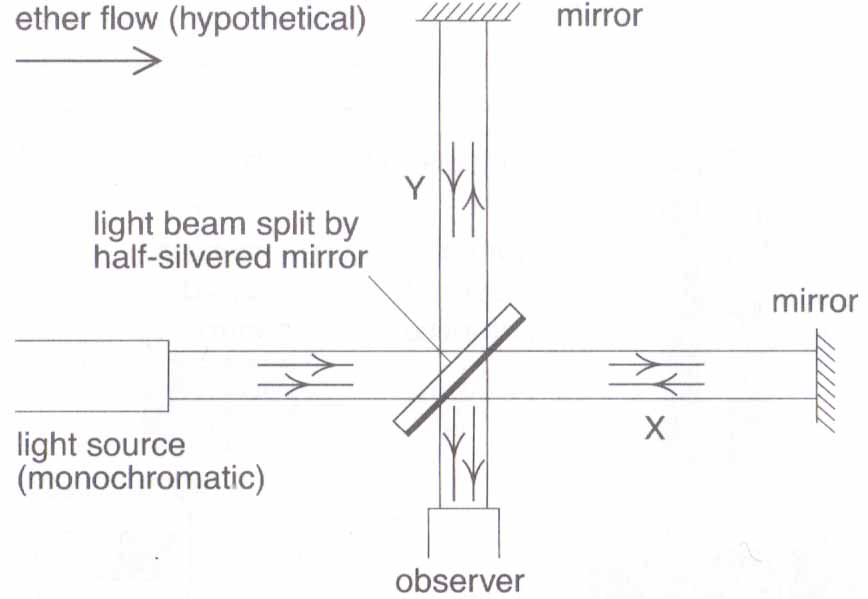 ether flow (hypothetical)
mirror
Y
light beam split by
half-silvered mirror
mirror
X
light source
(monochromatic)
observer